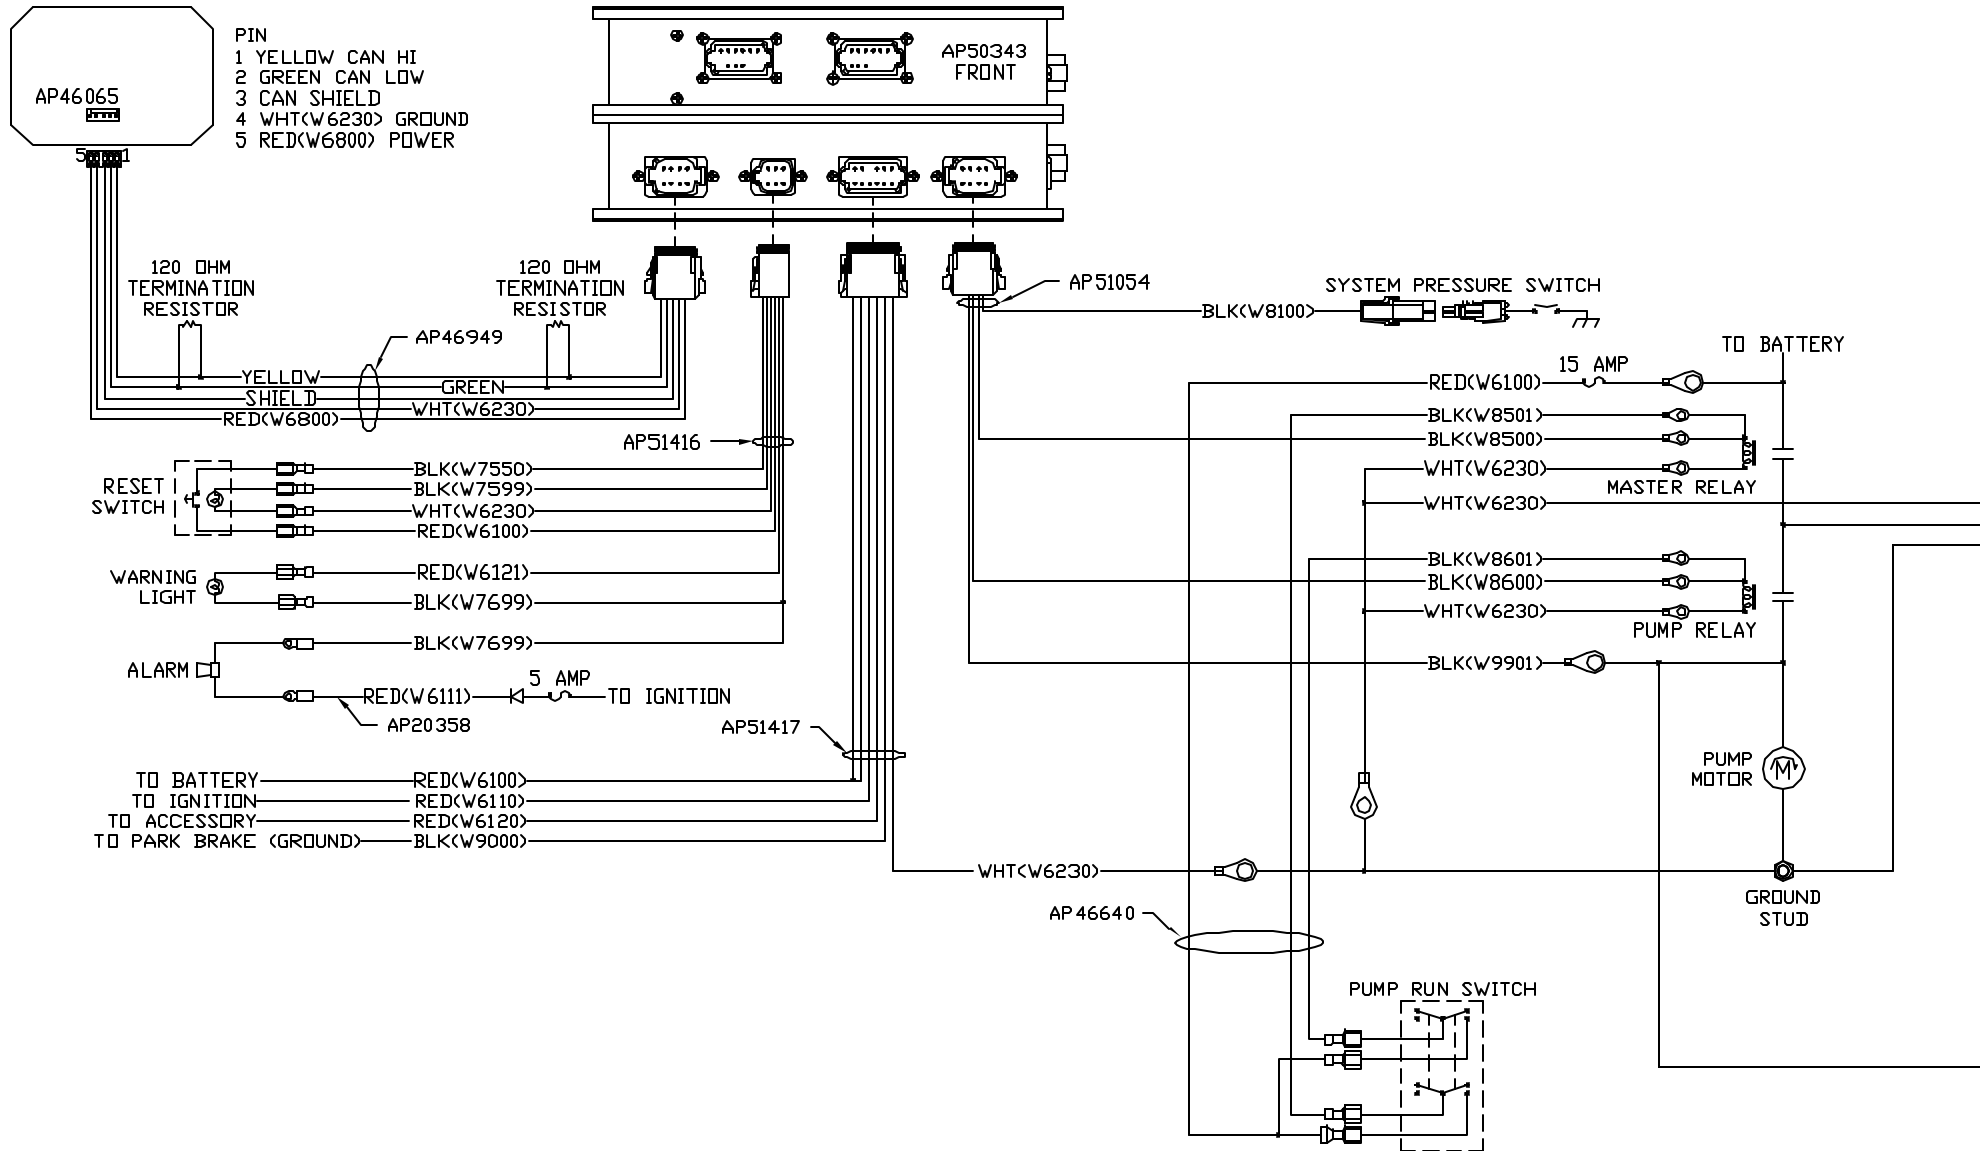 AP46065
PIN
1 YELLOW CAN HI
2 GREEN CAN LOW
3 CAN SHIELD
4 WHT(W6230) GROUND
5 RED(W6800) POWER
5 1
AP50343
FRONT
120 OHM
TERMINATION
RESISTOR
120 OHM
TERMINATION
RESISTOR
AP46949
YELLOW
GREEN
SHIELD
WHT(W6230)
RED(W6800)
AP51416
RESET
SWITCH
BLK(W7550)
BLK(W7599)
WHT(W6230)
RED(W6100)
WARNING
LIGHT
RED(W6121)
BLK(W7699)
ALARM
BLK(W7699)
RED(W6111)
5 AMP
TO IGNITION
AP20358
AP51417
TO BATTERY RED(W6100)
TO IGNITION RED(W6110)
TO ACCESSORY RED(W6120)
TO PARK BRAKE (GROUND) BLK(W9000)
AP51054
SYSTEM PRESSURE SWITCH
BLK(W8100)
TO BATTERY
15 AMP
RED(W6100)
BLK(W8501)
BLK(W8500)
WHT(W6230)
MASTER RELAY
WHT(W6230)
BLK(W8601)
BLK(W8600)
WHT(W6230)
PUMP RELAY
BLK(W9901)
PUMP
MOTOR
M
WHT(W6230)
GROUND
STUD
AP46640
PUMP RUN SWITCH